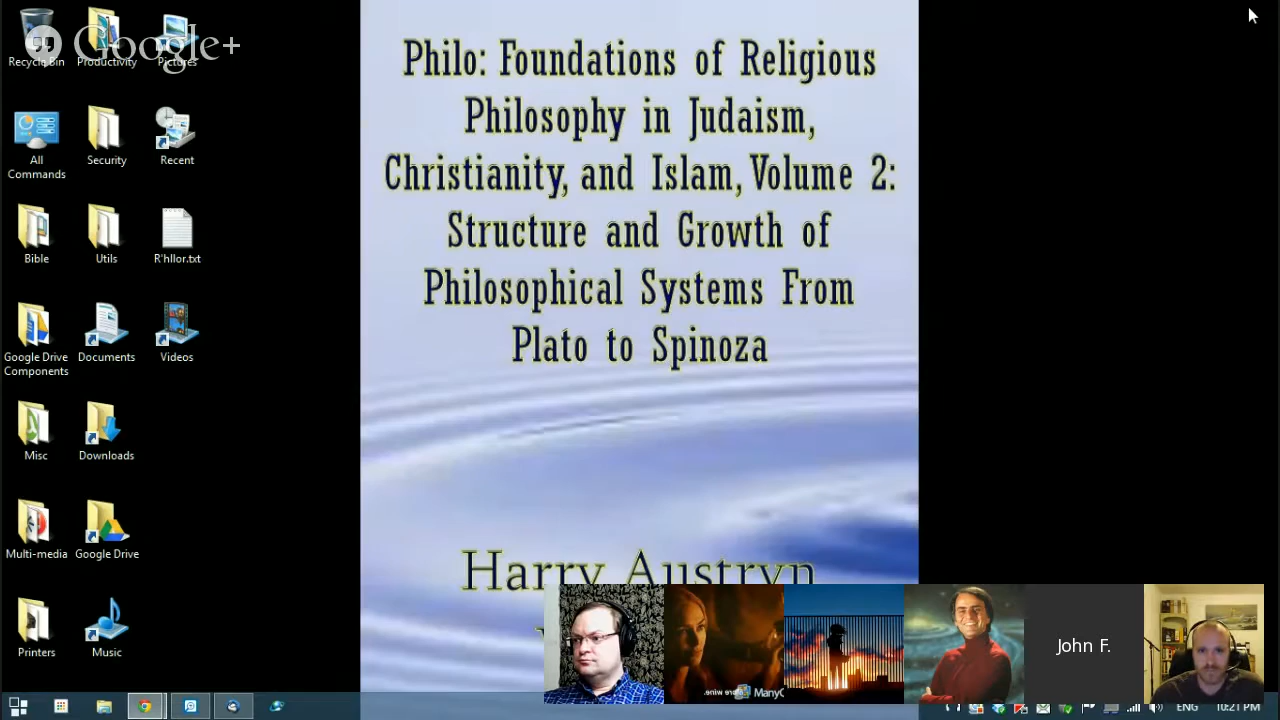 Google+
Recycle Bin
Productivity
Pictures
All Commands
Security
Recent
Bible
Utils
R'hllor.txt
Google Drive Components
Documents
Videos
Misc
Downloads
Multi-media
Google Drive
Printers
Music
Philo: Foundations of Religious
Philosophy in Judaism,
Christianity, and Islam, Volume 2:
Structure and Growth of
Philosophical Systems From
Plato to Spinoza
Harry Austryn
John F.
ENG
10:21 PM